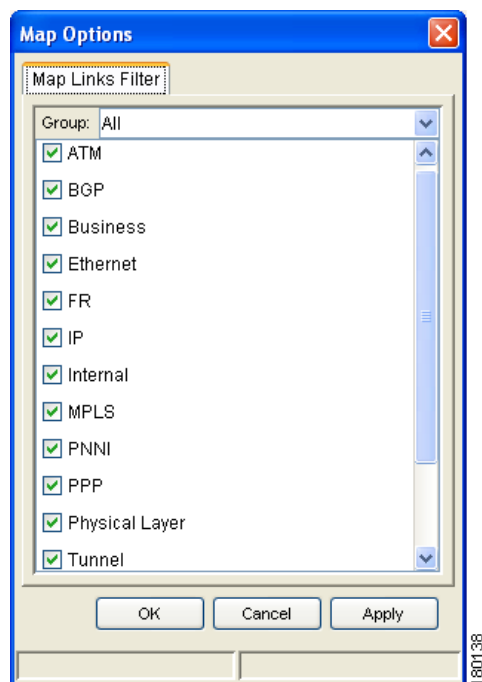 Map Options
Map Links Filter
Group: All
ATM
BGP
Business
Ethernet
FR
IP
Internal
MPLS
PNNI
PPP
Physical Layer
Tunnel
OK Cancel Apply
180138